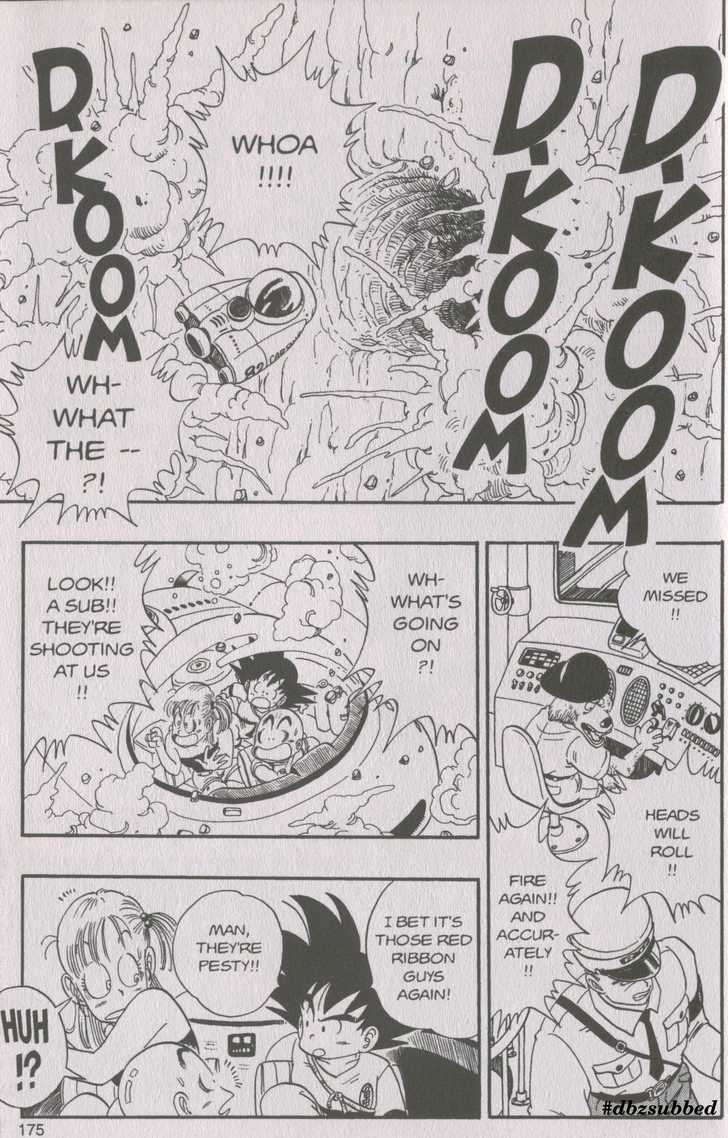 D-KOOM
D-KOOM
WHOA
!!!!
D-KOOM
WH-
WHAT
THE --
?!
WE
MISSED
!!
HEADS
WILL
ROLL
!!
FIRE
AGAIN!!
AND
ACCUR-
ATELY
!!
WH-
WHAT'S
GOING
ON
?!
LOOK!!
A SUB!!
THEY'RE
SHOOTING
AT US
!!
I BET IT'S
THOSE RED
RIBBON
GUYS
AGAIN!
MAN,
THEY'RE
PESTY!!
HUH
!?
175
#dbzsubbed